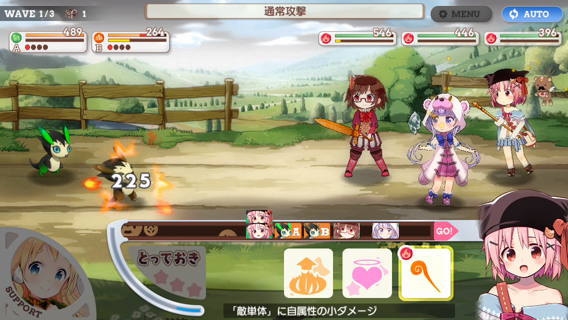 WAVE 1/3
1
通常攻撃
MENU
AUTO
489
A
264
B
546
446
396
225
A
B
GO!
とっておき
SUPPORT
「敵単体」に自属性の小ダメージ